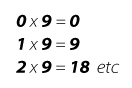 0 x 9 = 0
1 x 9 = 9
2 x 9 = 18 etc